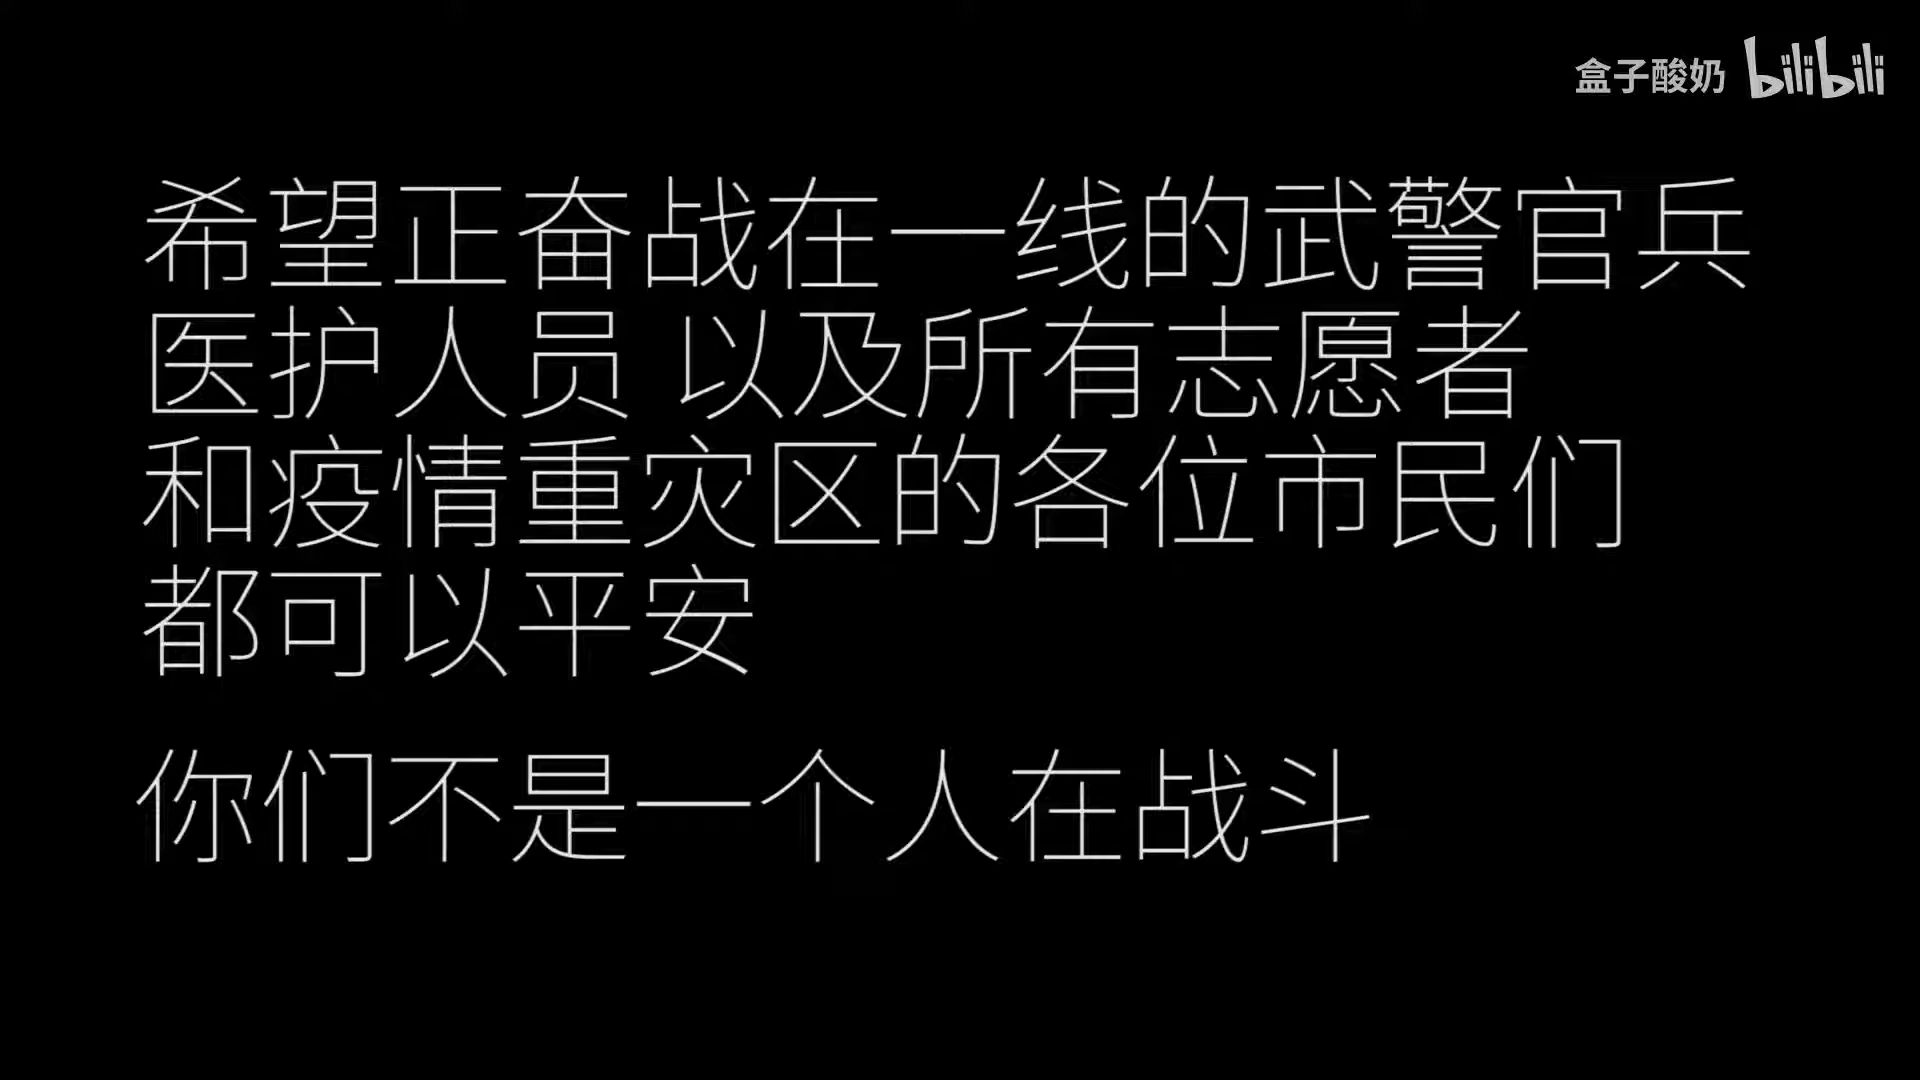 盒子酸奶 bilibili
希望正奋战在一线的武警官兵
医护人员 以及所有志愿者
和疫情重灾区的各位市民们
都可以平安
你们不是一个人在战斗